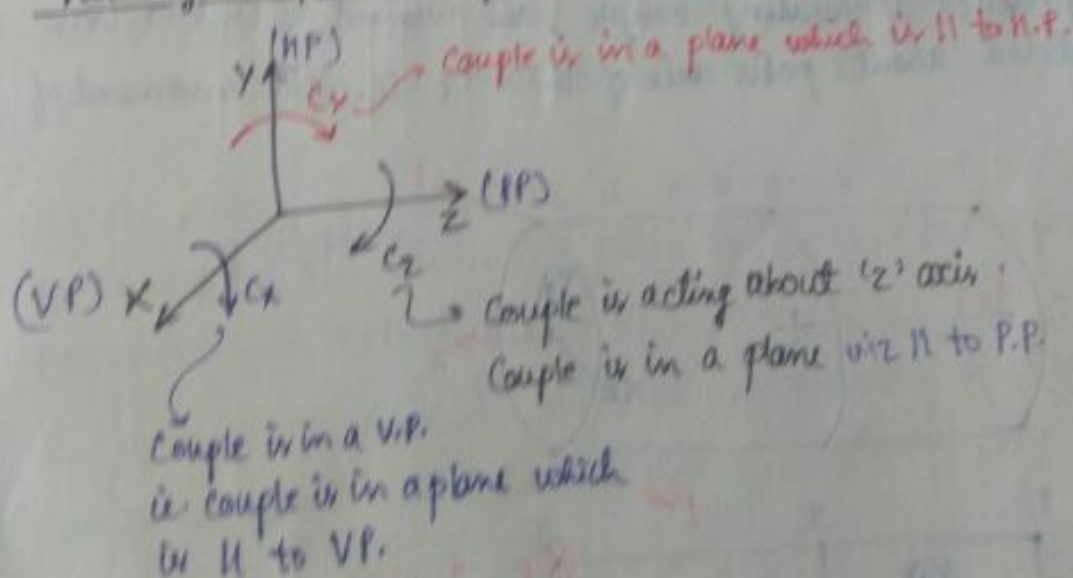 Y (HP)
Cy → Couple is in a plane which is || to H.P.
Z (PP)
Cz
(VP) X
Cx
→ Couple is acting about 'z' axis.
Couple is in a plane viz || to P.P.
Couple is in a V.P.
ie couple is in a plane which
is || to VP.